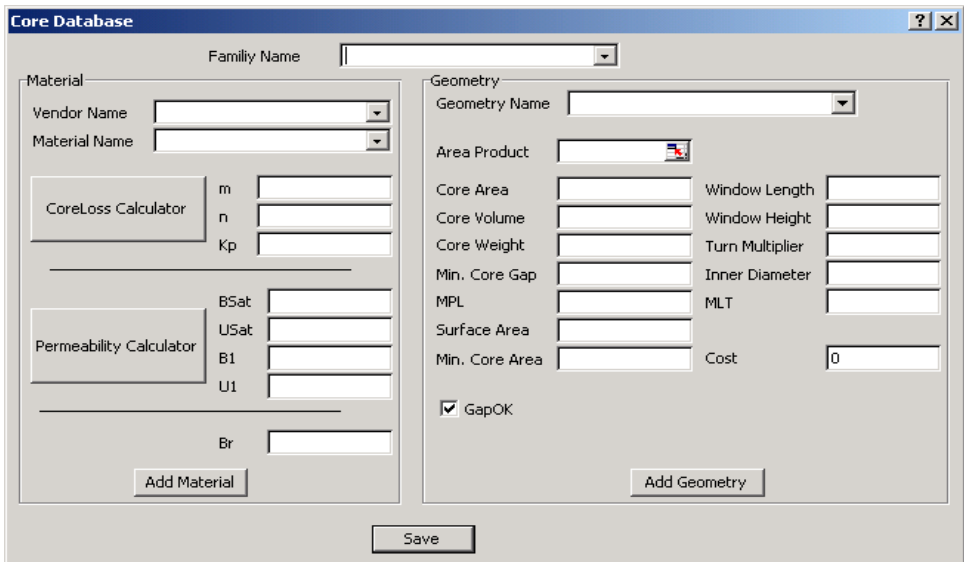 Core Database
Familiy Name
Material
Vendor Name
Material Name
CoreLoss Calculator
m
n
Kp
Permeability Calculator
BSat
USat
B1
U1
Br
Add Material
Geometry
Geometry Name
Area Product
Core Area
Core Volume
Core Weight
Min. Core Gap
MPL
Surface Area
Min. Core Area
Window Length
Window Height
Turn Multiplier
Inner Diameter
MLT
Cost 0
GapOK
Add Geometry
Save